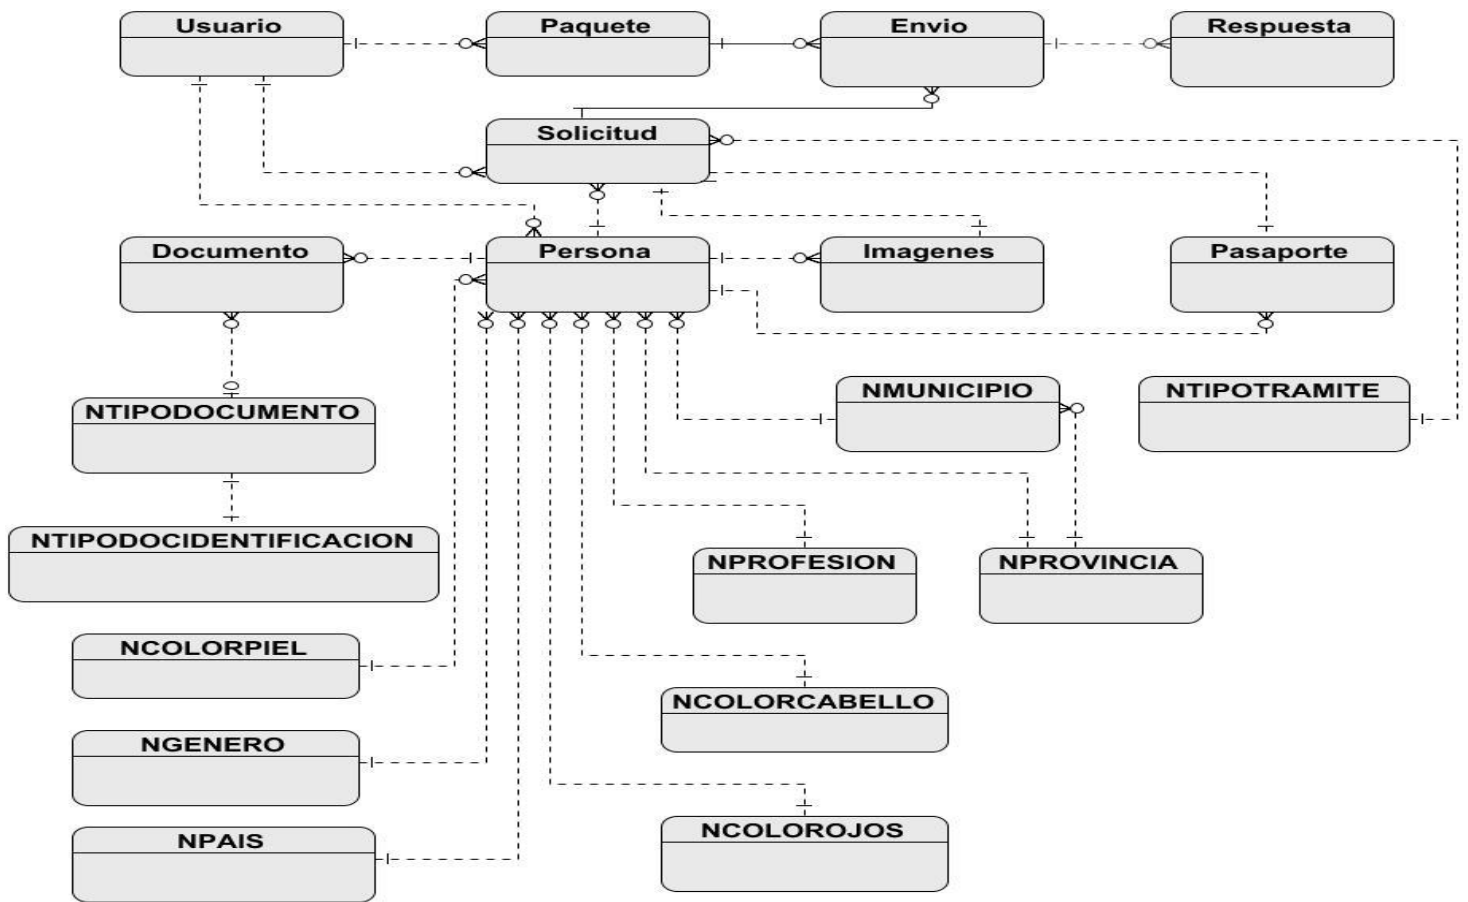 Usuario
Paquete
Envio
Respuesta
Solicitud
Documento
Persona
Imagenes
Pasaporte
NTIPODOCUMENTO
NMUNICIPIO
NTIPOTRAMITE
NTIPODOCIDENTIFICACION
NPROFESION
NPROVINCIA
NCOLORPIEL
NCOLORCABELLO
NGENERO
NCOLOROJOS
NPAIS